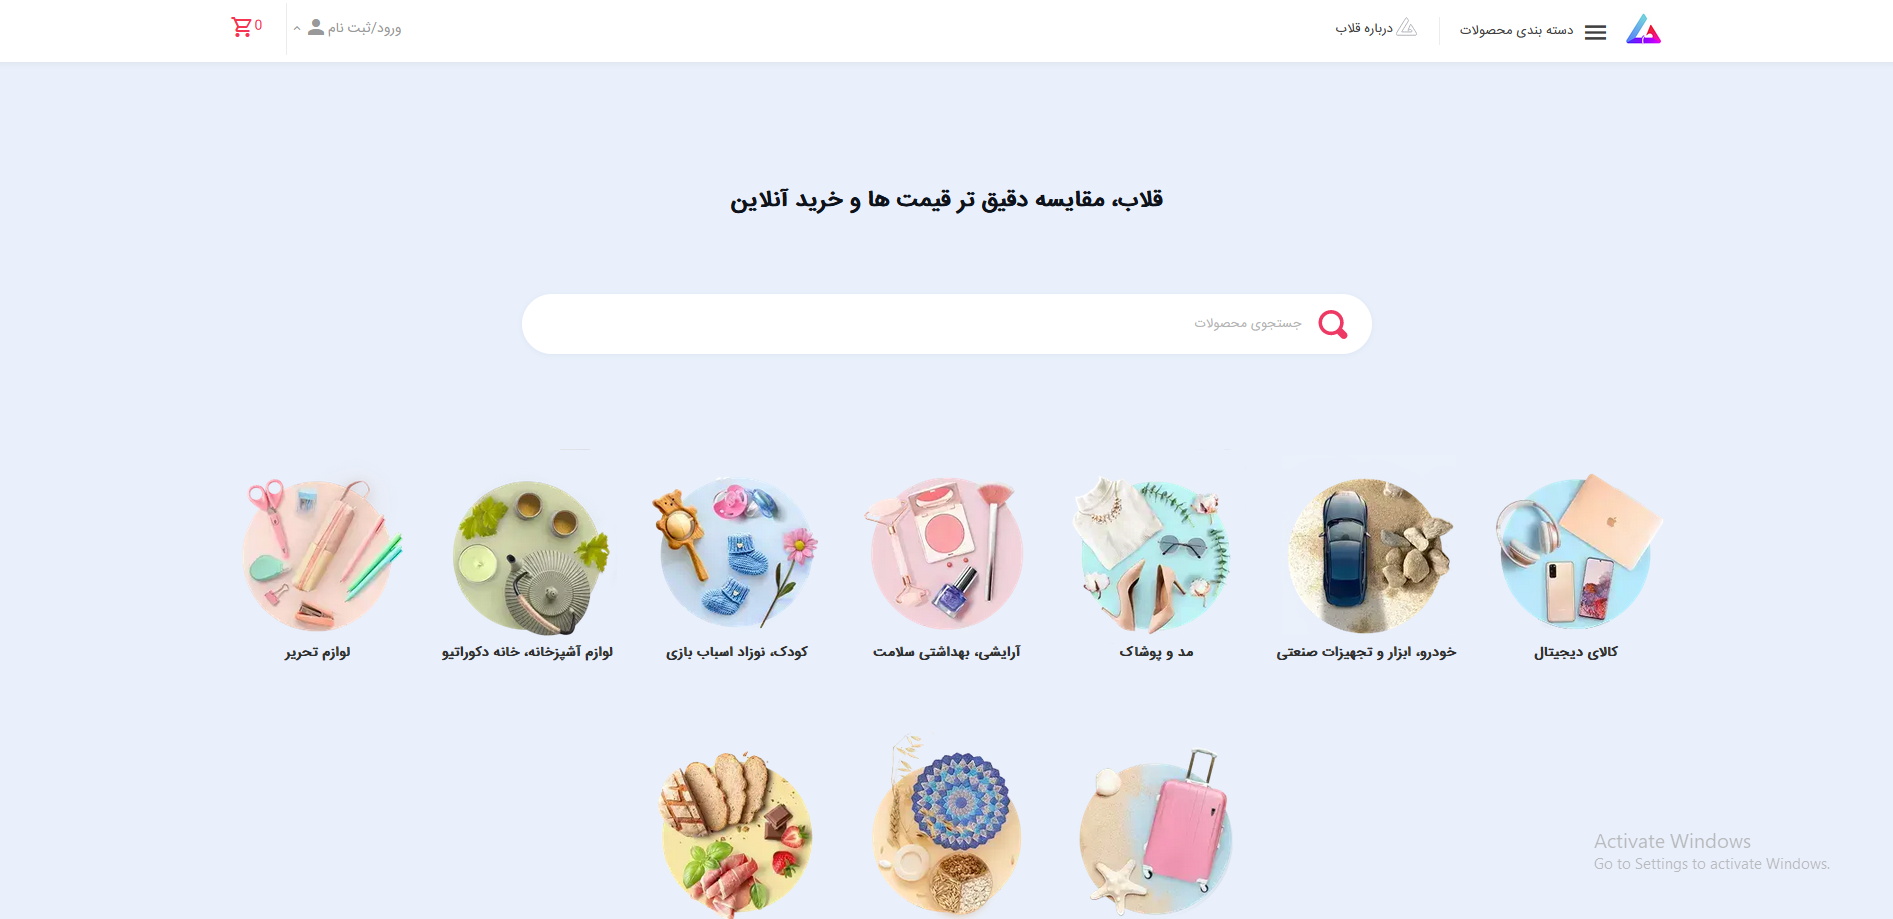 دسته بندی محصولات
درباره قلاب
ورود/ثبت نام
0
قلاب، مقایسه دقیق تر قیمت ها و خرید آنلاین
جستجوی محصولات
کالای دیجیتال
خودرو، ابزار و تجهیزات صنعتی
مد و پوشاک
آرایشی، بهداشتی سلامت
کودک، نوزاد اسباب بازی
لوازم آشپزخانه، خانه دکوراتیو
لوازم تحریر
Activate Windows
Go to Settings to activate Windows.